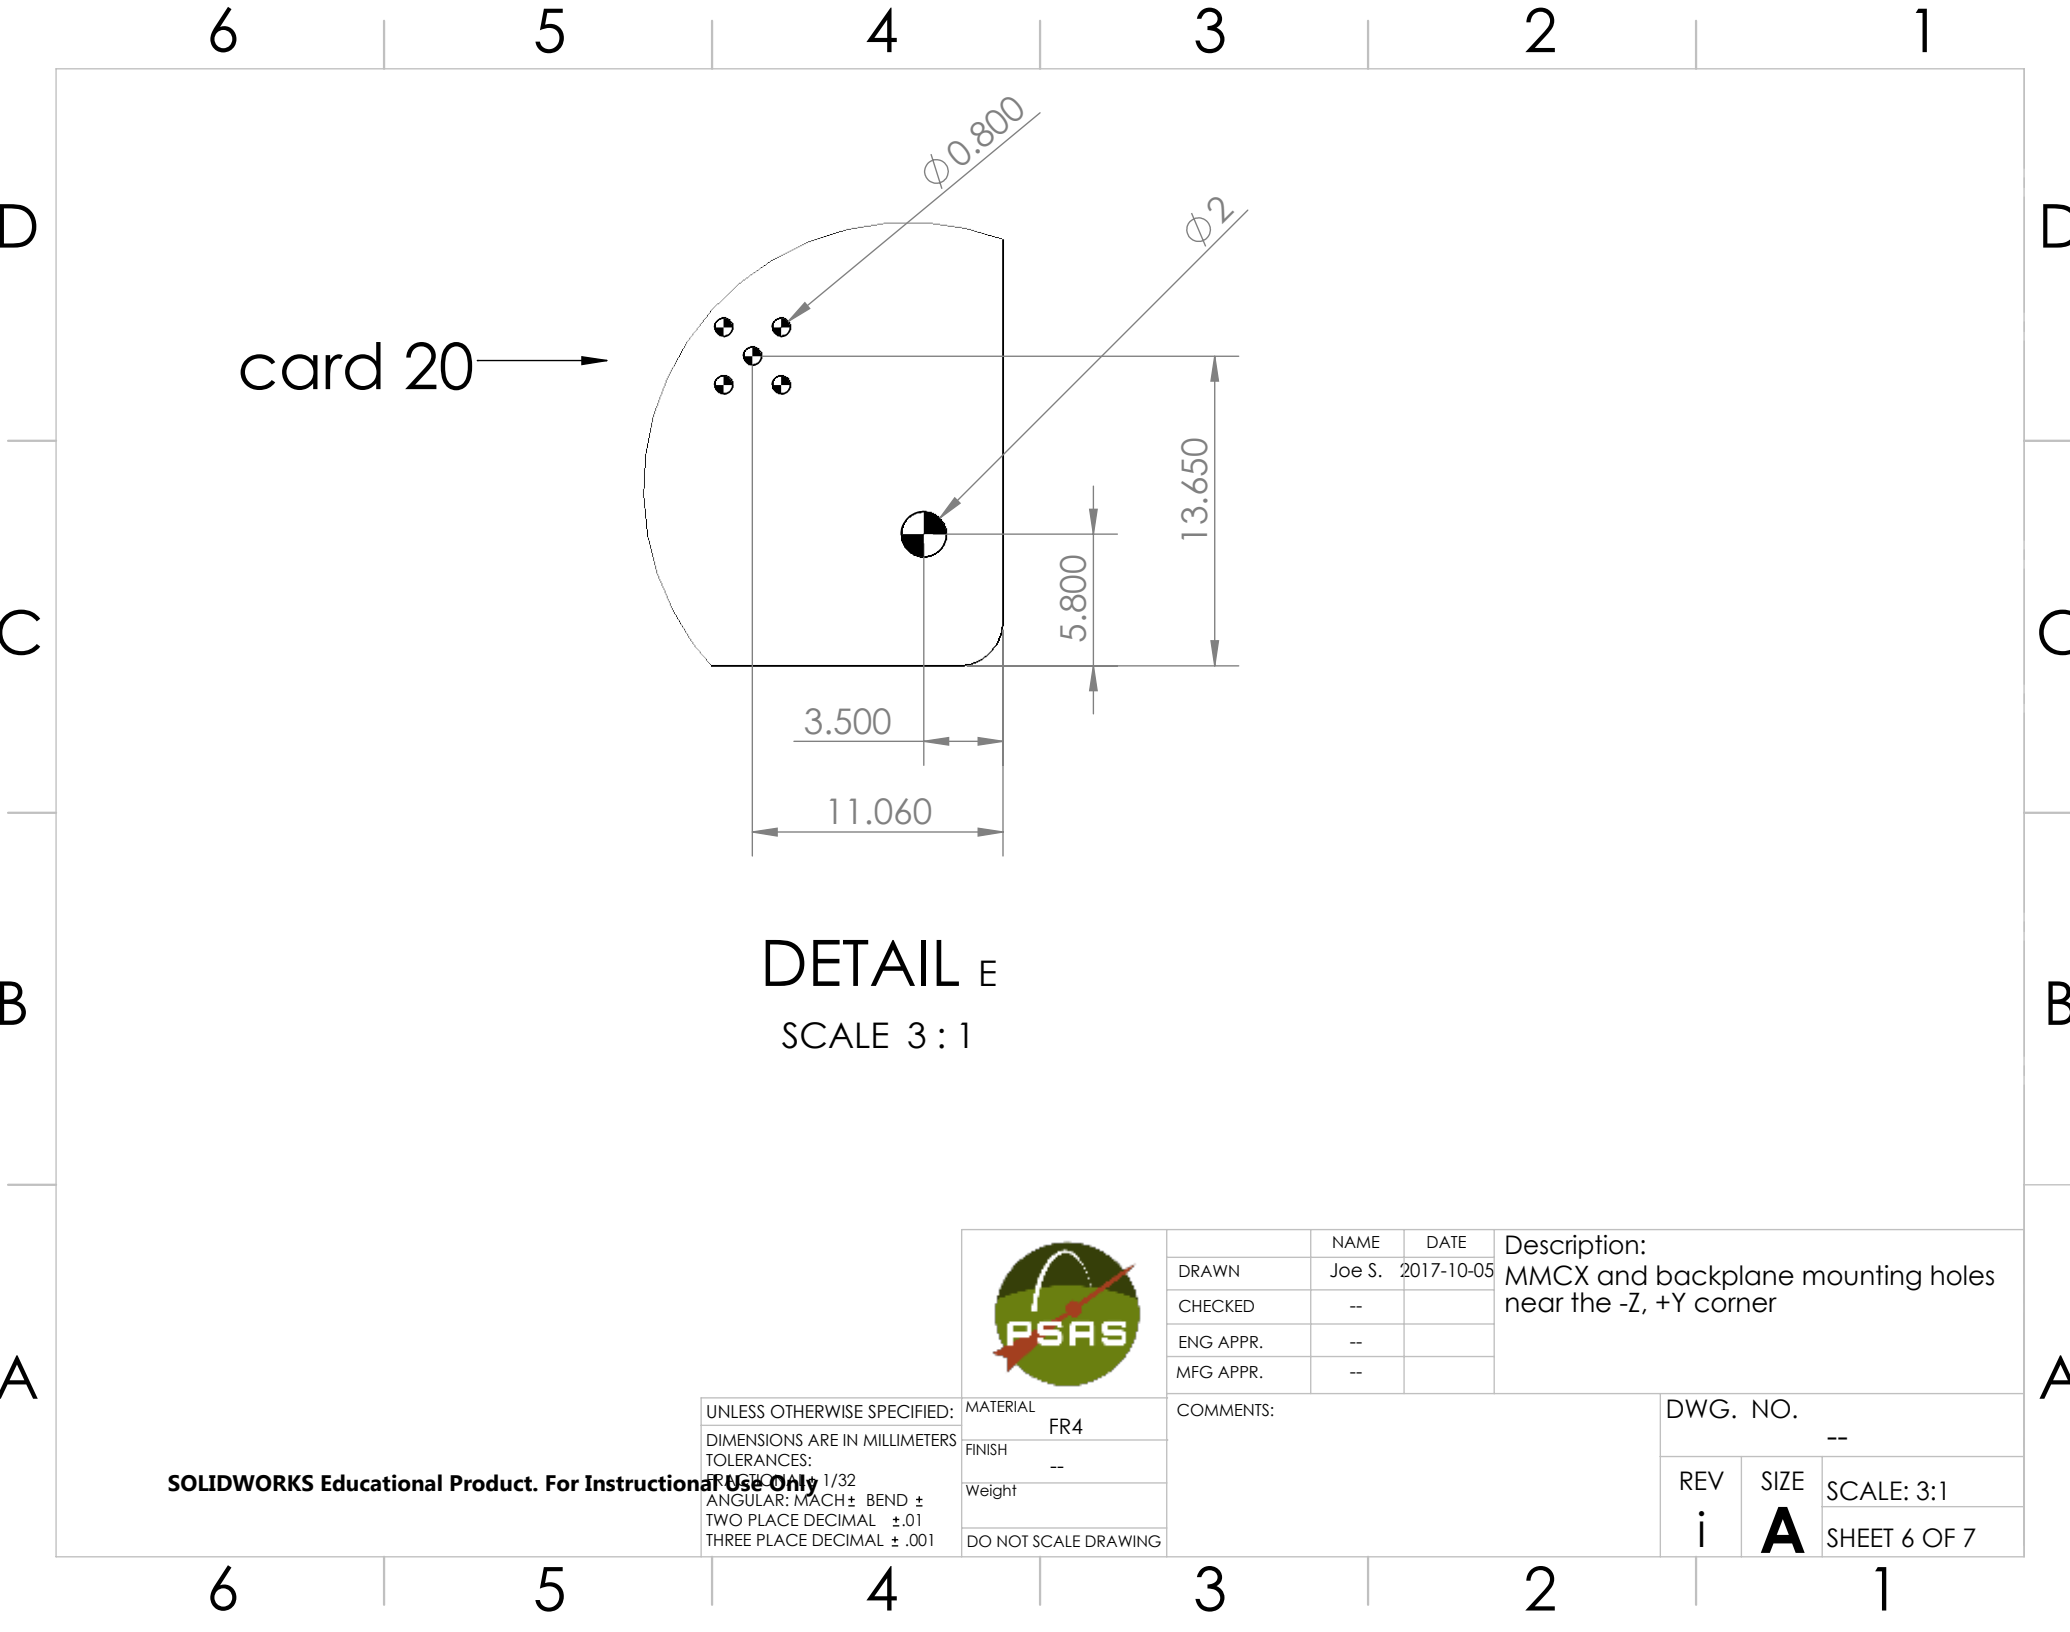 6 5 4 3 2 1
D D
C C
B B
A A
⌀0.800
⌀2
card 20
13.650
5.800
3.500
11.060
DETAIL E
SCALE 3 : 1
PSAS
NAME DATE
DRAWN Joe S. 2017-10-05
CHECKED --
ENG APPR. --
MFG APPR. --
Description:
MMCX and backplane mounting holes
near the -Z, +Y corner
UNLESS OTHERWISE SPECIFIED:
DIMENSIONS ARE IN MILLIMETERS
TOLERANCES:
FRACTIONAL± 1/32
ANGULAR: MACH± BEND ±
TWO PLACE DECIMAL ±.01
THREE PLACE DECIMAL ± .001
MATERIAL
FR4
FINISH
--
Weight
DO NOT SCALE DRAWING
COMMENTS:
DWG. NO.
--
REV
i
SIZE
A
SCALE: 3:1
SHEET 6 OF 7
SOLIDWORKS Educational Product. For Instructional Use Only
6 5 4 3 2 1